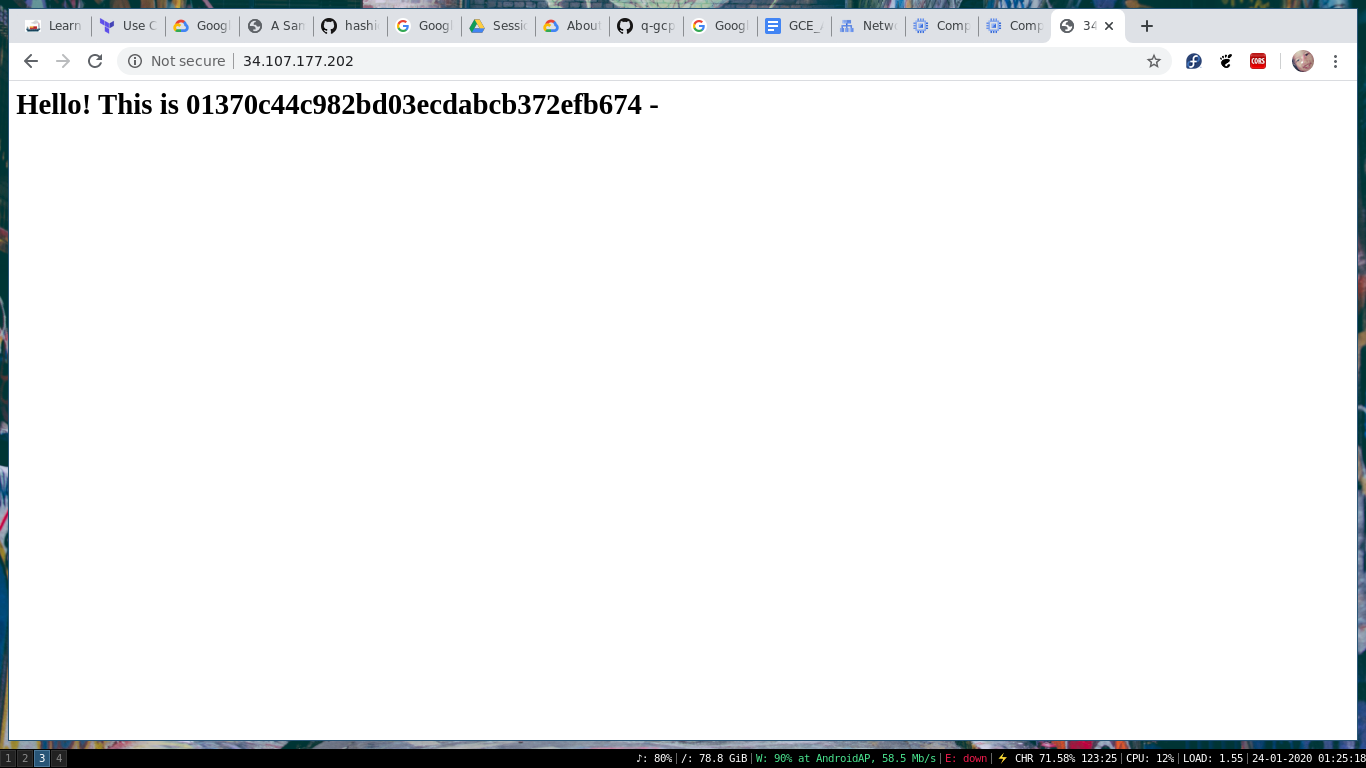 Learn
Use C
Googl
A San
hashi
Googl
Sessio
About
q-gcp
Googl
GCE_
Netwo
Comp
Comp
34
Not secure
34.107.177.202
CORS
Hello! This is 01370c44c982bd03ecdabcb372efb674 -
1 2 3 4
♪: 80% /: 78.8 GiB W: 90% at AndroidAP, 58.5 Mb/s E: down ⚡ CHR 71.58% 123:25 CPU: 12% LOAD: 1.55 24-01-2020 01:25:18